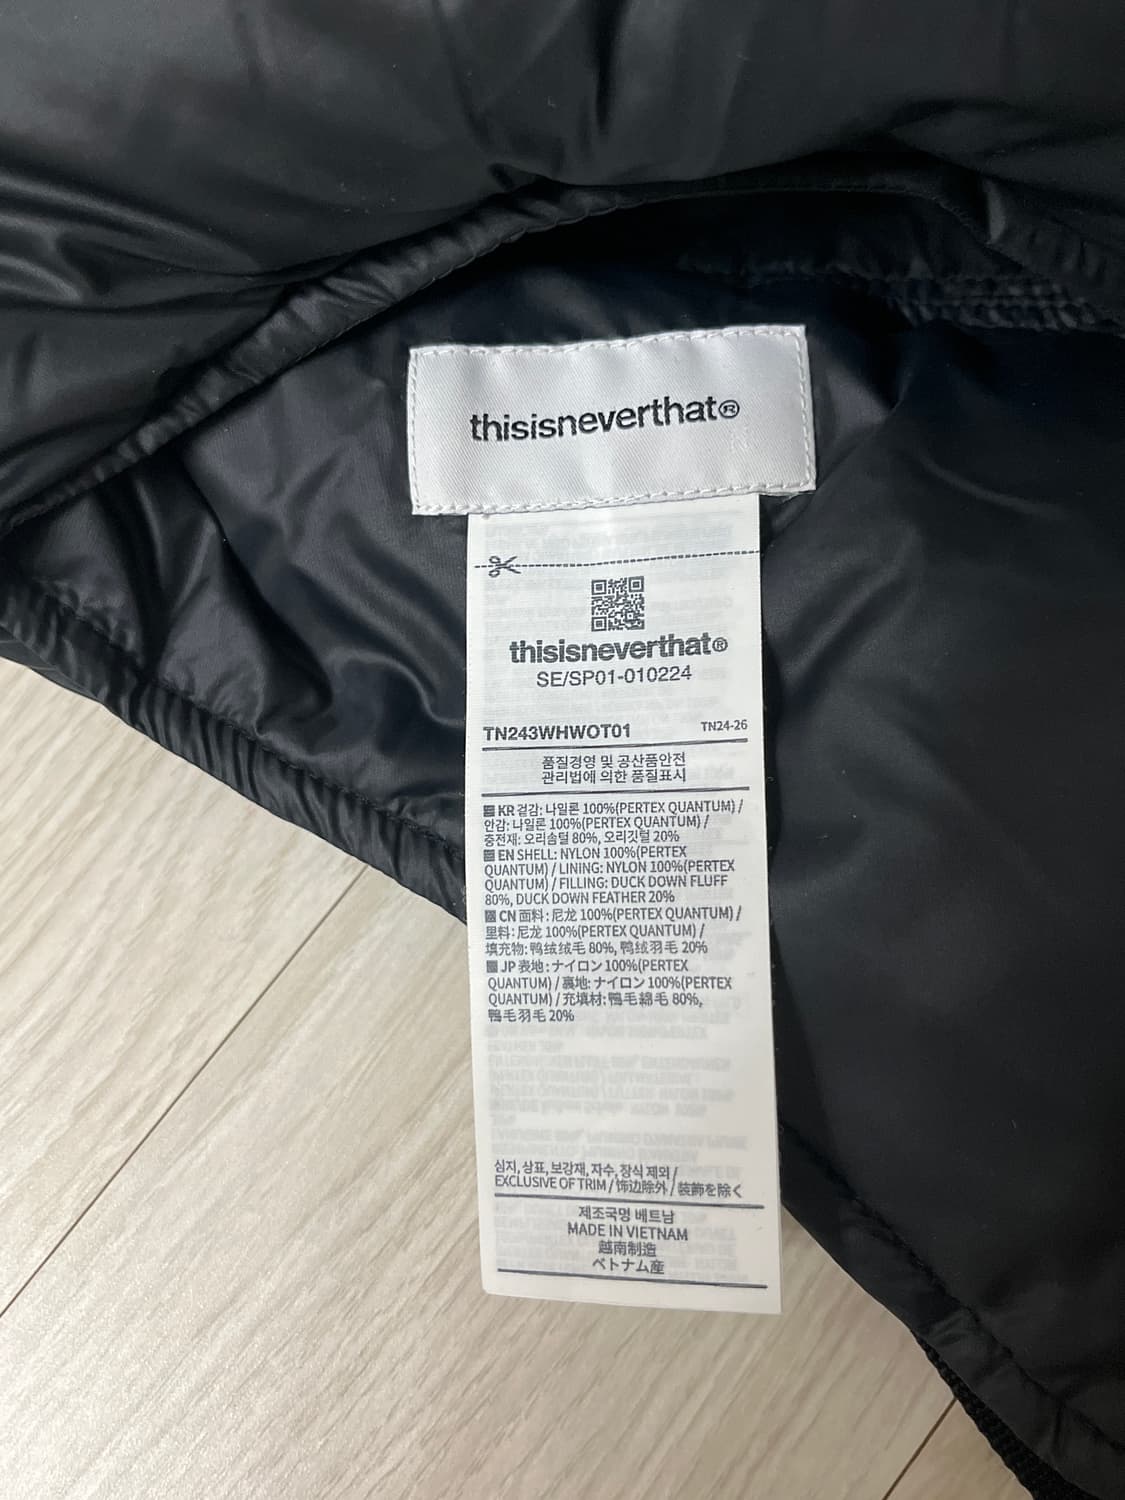 thisisneverthat®
thisisneverthat®
SE/SP01-010224
TN243WHWOT01 TN24-26
품질경영 및 공산품안전
관리법에 의한 품질표시
KR 겉감: 나일론 100%(PERTEX QUANTUM) /
안감: 나일론 100%(PERTEX QUANTUM) /
충전재: 오리솜털 80%, 오리깃털 20%
EN SHELL: NYLON 100%(PERTEX
QUANTUM) / LINING: NYLON 100%(PERTEX
QUANTUM) / FILLING: DUCK DOWN FLUFF
80%, DUCK DOWN FEATHER 20%
CN 面料: 尼龙 100%(PERTEX QUANTUM) /
里料: 尼龙 100%(PERTEX QUANTUM) /
填充物: 鸭绒绒毛 80%, 鸭绒羽毛 20%
JP 表地: ナイロン 100%(PERTEX
QUANTUM) / 裏地: ナイロン 100%(PERTEX
QUANTUM) / 充填材: 鴨毛綿毛 80%,
鴨毛羽毛 20%
심지, 상표, 보강재, 자수, 장식 제외 /
EXCLUSIVE OF TRIM / 饰边除外 / 装飾を除く
제조국명 베트남
MADE IN VIETNAM
越南制造
ベトナム産